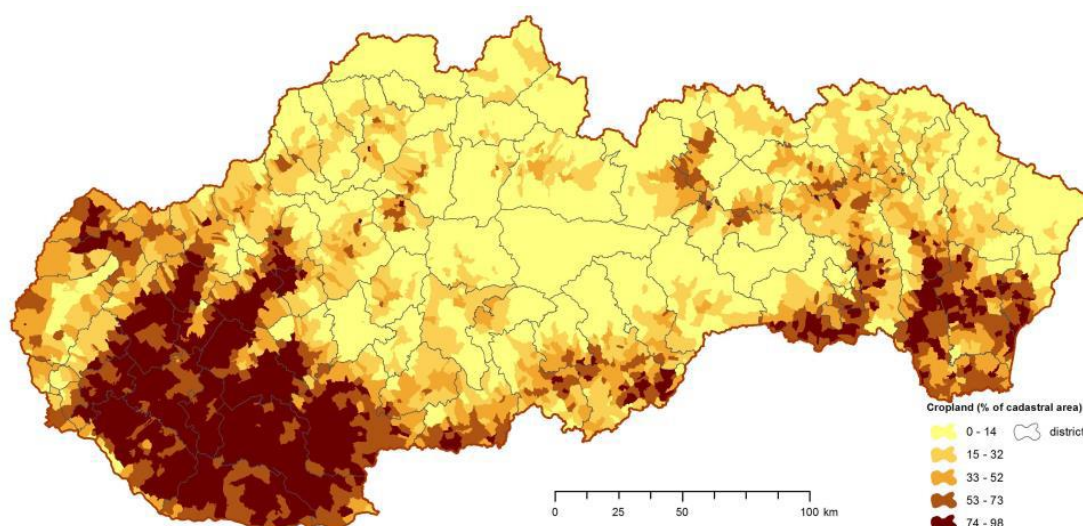 Cropland (% of cadastral area)
0 - 14 district
15 - 32
33 - 52
53 - 73
74 - 98
0 25 50 100 km